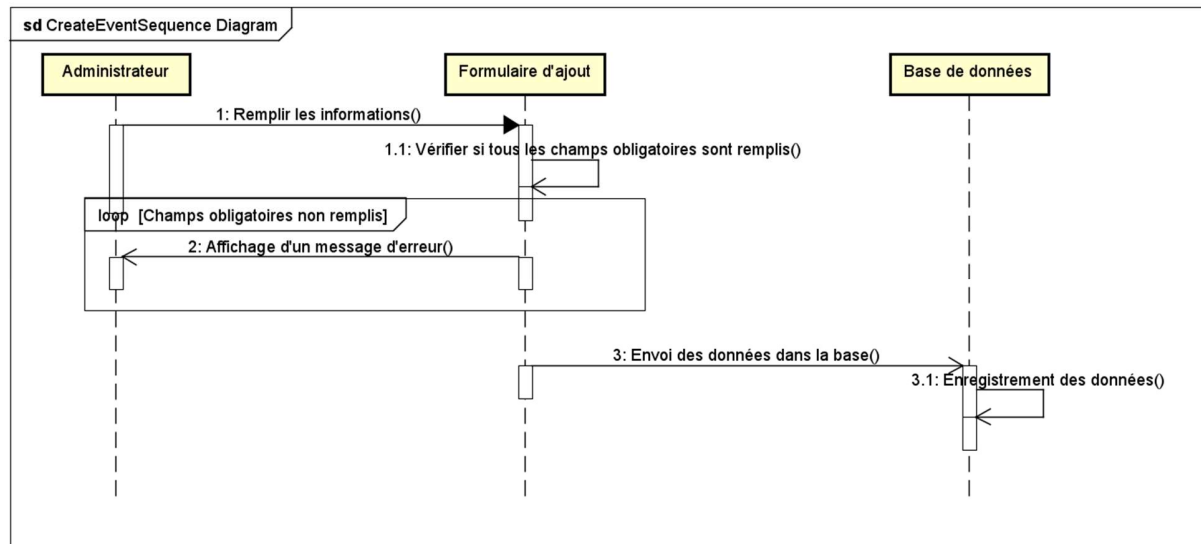 sd CreateEventSequence Diagram
Administrateur
Formulaire d'ajout
Base de données
1: Remplir les informations()
1.1: Vérifier si tous les champs obligatoires sont remplis()
loop [Champs obligatoires non remplis]
2: Affichage d'un message d'erreur()
3: Envoi des données dans la base()
3.1: Enregistrement des données()